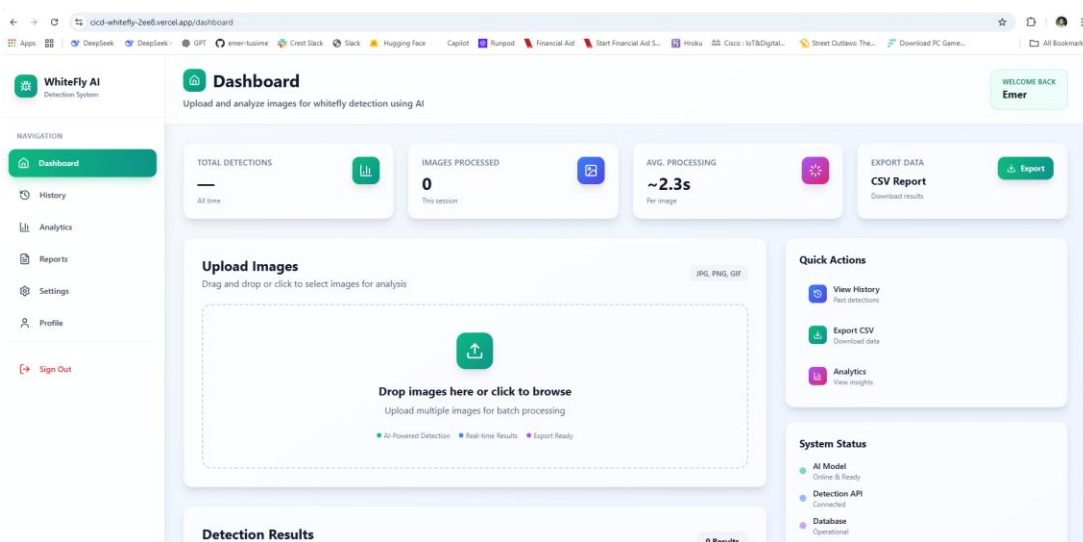 cicd-whitefly-2ee8.vercel.app/dashboard
Apps DeepSeek DeepSeek - GPT emer-tusiime Crest Slack Slack Hugging Face Capilot Runpod Financial Aid Start Financial Aid S... Hroku Cisco : IoT&Digital... Street Outlaws: The... Download PC Game... All Bookmark
WhiteFly AI
Detection System
Dashboard
Upload and analyze images for whitefly detection using AI
WELCOME BACK
Emer
NAVIGATION
Dashboard
History
Analytics
Reports
Settings
Profile
Sign Out
TOTAL DETECTIONS
—
All time
IMAGES PROCESSED
0
This session
AVG. PROCESSING
~2.3s
Per image
EXPORT DATA
CSV Report
Download results
Export
Upload Images
Drag and drop or click to select images for analysis
JPG, PNG, GIF
Drop images here or click to browse
Upload multiple images for batch processing
AI-Powered Detection Real-time Results Export Ready
Quick Actions
View History
Past detections
Export CSV
Download data
Analytics
View insights
System Status
AI Model
Online & Ready
Detection API
Connected
Database
Operational
Detection Results
0 Results